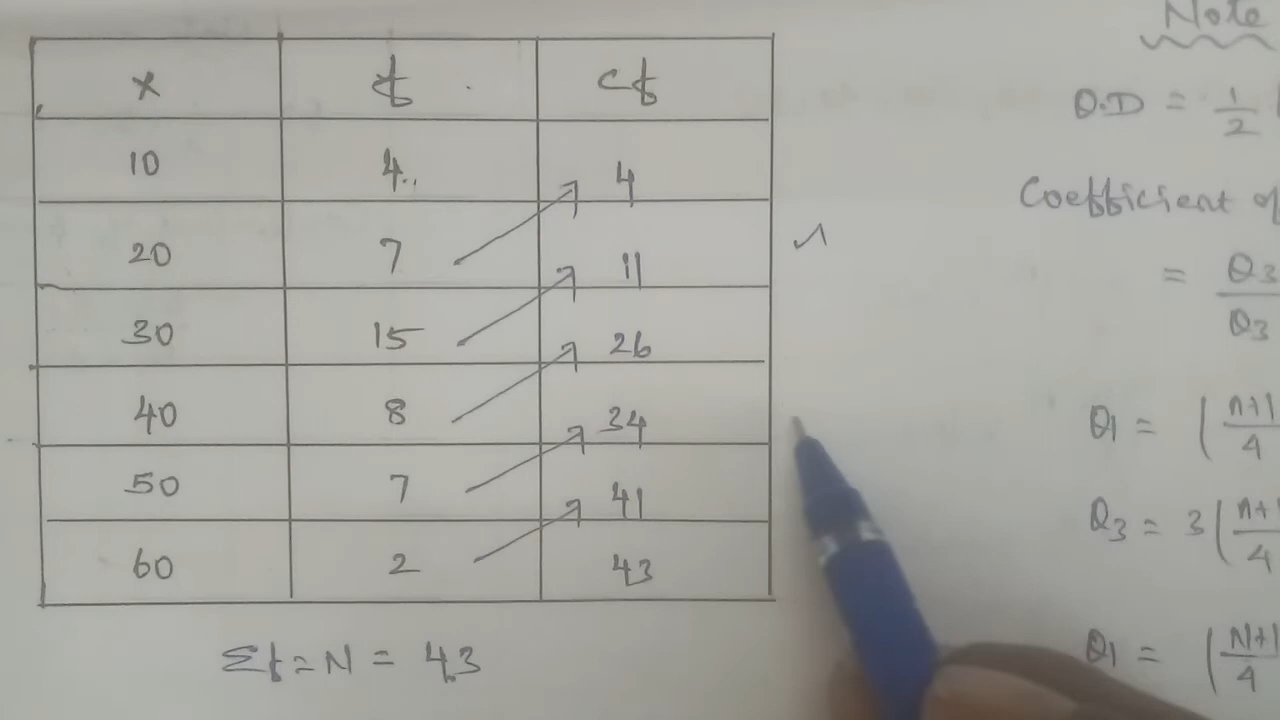 x f cf
10 4 4
20 7 11
30 15 26
40 8 34
50 7 41
60 2 43
Σf = N = 43
Note
Q.D = 1/2
Coefficient of
= Q3 / Q3
Q1 = (n+1 / 4
Q3 = 3 (n+1 / 4
Q1 = (N+1 / 4